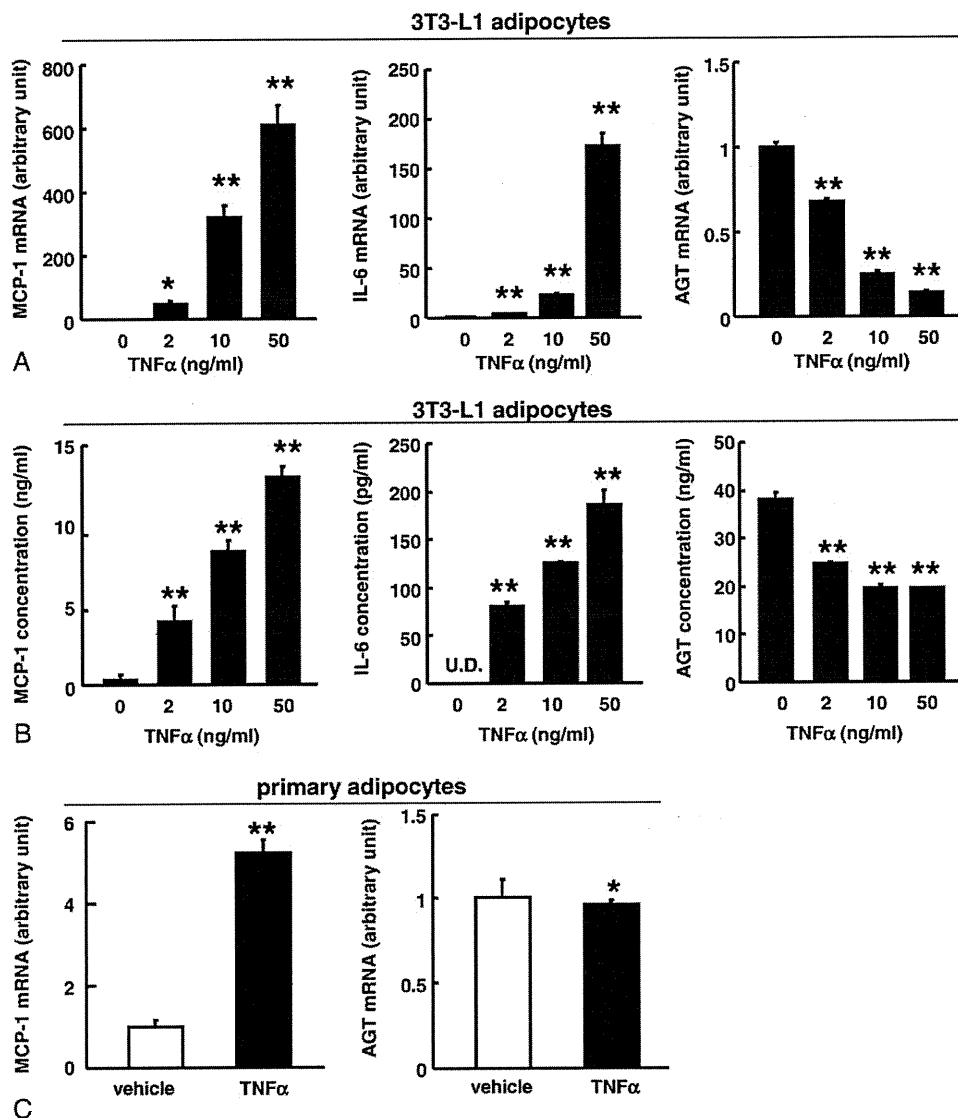 3T3-L1 adipocytes
MCP-1 mRNA (arbitrary unit)
800
600
400
200
0
*
**
**
0 2 10 50
TNFα (ng/ml)
IL-6 mRNA (arbitrary unit)
250
200
150
100
50
0
**
**
**
0 2 10 50
TNFα (ng/ml)
AGT mRNA (arbitrary unit)
1.5
1
0.5
0
**
**
**
0 2 10 50
TNFα (ng/ml)
A
3T3-L1 adipocytes
MCP-1 concentration (ng/ml)
15
10
5
0
**
**
**
0 2 10 50
TNFα (ng/ml)
IL-6 concentration (pg/ml)
250
200
150
100
50
0
U.D.
**
**
**
0 2 10 50
TNFα (ng/ml)
AGT concentration (ng/ml)
50
40
30
20
10
0
**
**
**
0 2 10 50
TNFα (ng/ml)
B
primary adipocytes
MCP-1 mRNA (arbitrary unit)
6
4
2
0
**
vehicle TNFα
AGT mRNA (arbitrary unit)
1.5
1
0.5
0
*
vehicle TNFα
C